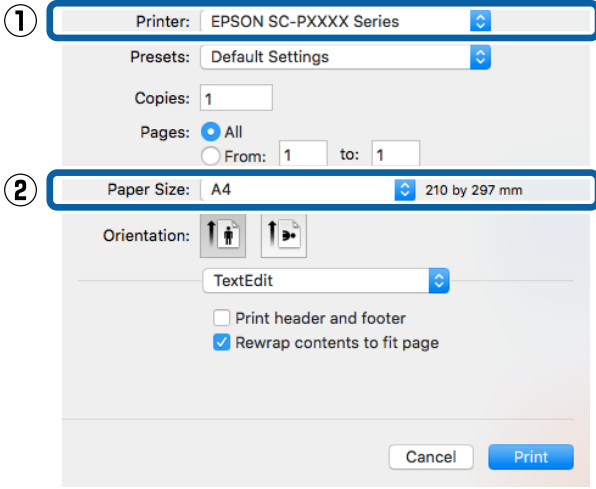 ① Printer: EPSON SC-PXXXX Series
Presets: Default Settings
Copies: 1
Pages: All
From: 1 to: 1
② Paper Size: A4 210 by 297 mm
Orientation:
TextEdit
Print header and footer
Rewrap contents to fit page
Cancel Print